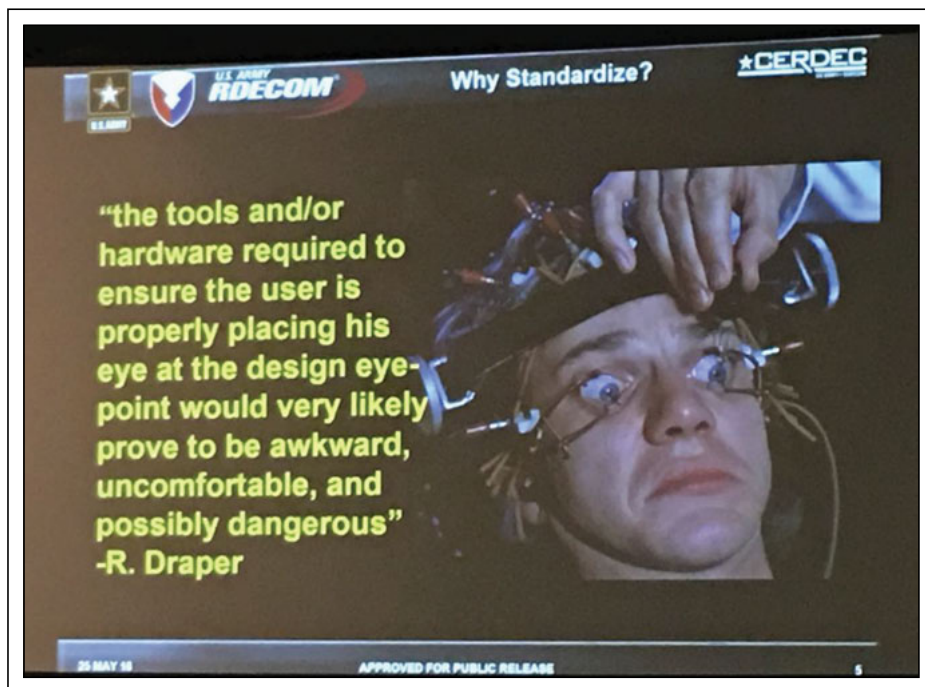 U.S. ARMY
U.S. ARMY
RDECOM
Why Standardize?
★CERDEC
“the tools and/or
hardware required to
ensure the user is
properly placing his
eye at the design eye-
point would very likely
prove to be awkward,
uncomfortable, and
possibly dangerous”
-R. Draper
25 MAY 16
APPROVED FOR PUBLIC RELEASE
5